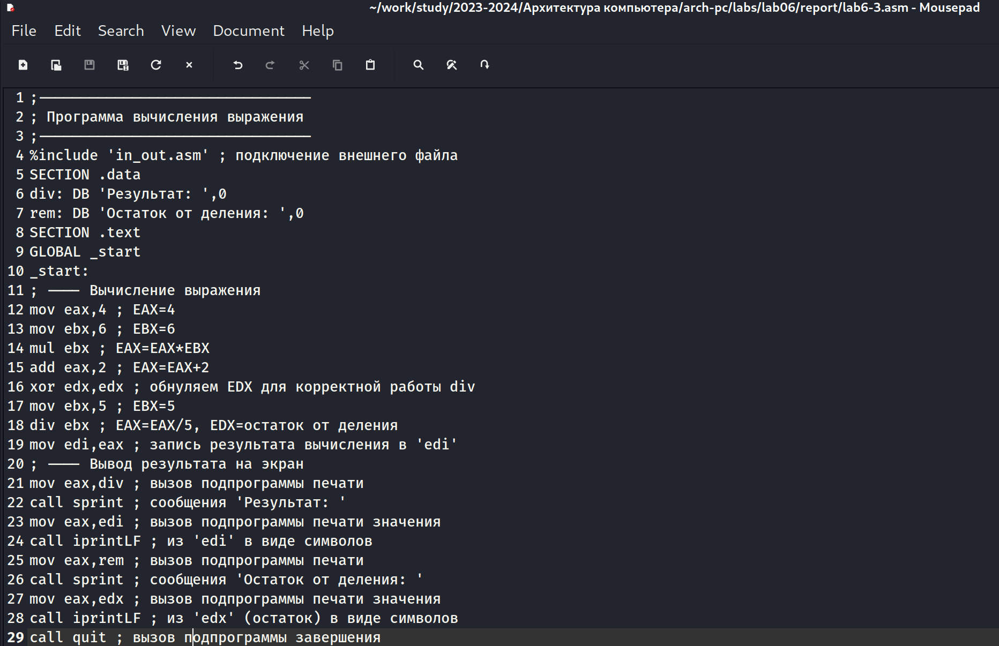 ~/work/study/2023-2024/Архитектура компьютера/arch-pc/labs/lab06/report/lab6-3.asm - Mousepad
File Edit Search View Document Help
1 ;--------------------------------
2 ; Программа вычисления выражения
3 ;--------------------------------
4 %include 'in_out.asm' ; подключение внешнего файла
5 SECTION .data
6 div: DB 'Результат: ',0
7 rem: DB 'Остаток от деления: ',0
8 SECTION .text
9 GLOBAL _start
10 _start:
11 ; ---- Вычисление выражения
12 mov eax,4 ; EAX=4
13 mov ebx,6 ; EBX=6
14 mul ebx ; EAX=EAX*EBX
15 add eax,2 ; EAX=EAX+2
16 xor edx,edx ; обнуляем EDX для корректной работы div
17 mov ebx,5 ; EBX=5
18 div ebx ; EAX=EAX/5, EDX=остаток от деления
19 mov edi,eax ; запись результата вычисления в 'edi'
20 ; ---- Вывод результата на экран
21 mov eax,div ; вызов подпрограммы печати
22 call sprint ; сообщения 'Результат: '
23 mov eax,edi ; вызов подпрограммы печати значения
24 call iprintLF ; из 'edi' в виде символов
25 mov eax,rem ; вызов подпрограммы печати
26 call sprint ; сообщения 'Остаток от деления: '
27 mov eax,edx ; вызов подпрограммы печати значения
28 call iprintLF ; из 'edx' (остаток) в виде символов
29 call quit ; вызов подпрограммы завершения